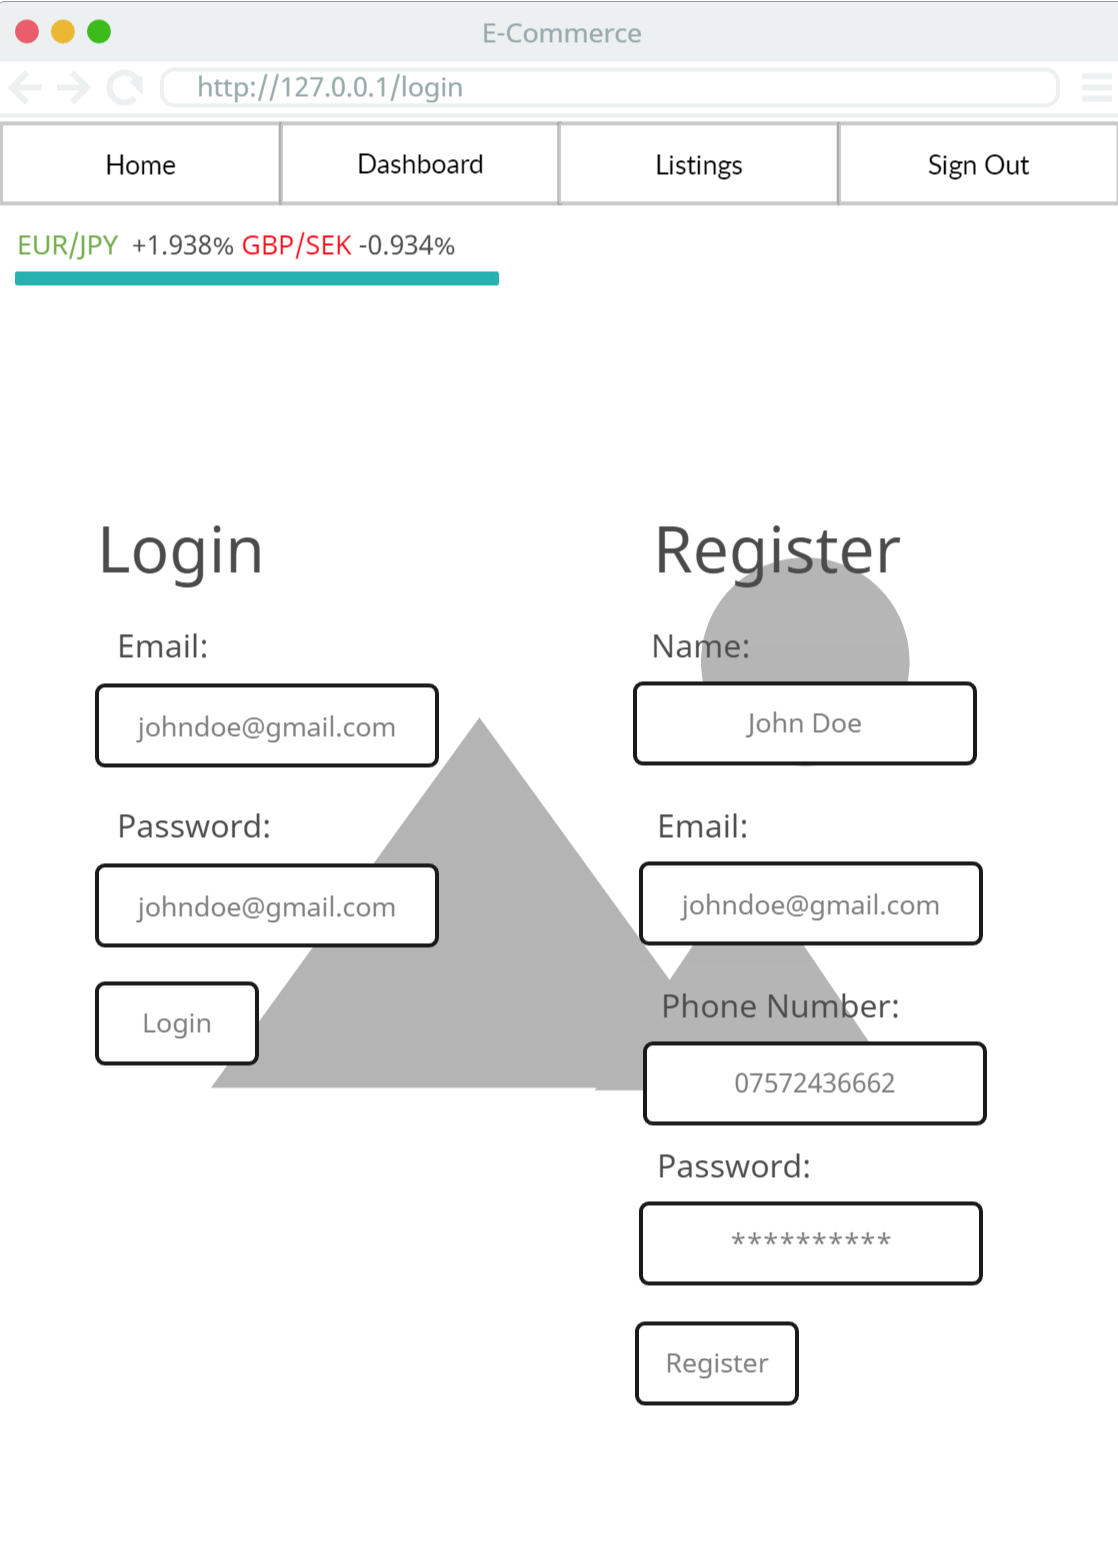 E-Commerce
http://127.0.0.1/login
Home Dashboard Listings Sign Out
EUR/JPY +1.938% GBP/SEK -0.934%
Login
Email:
johndoe@gmail.com
Password:
johndoe@gmail.com
Login
Register
Name:
John Doe
Email:
johndoe@gmail.com
Phone Number:
07572436662
Password:
**********
Register